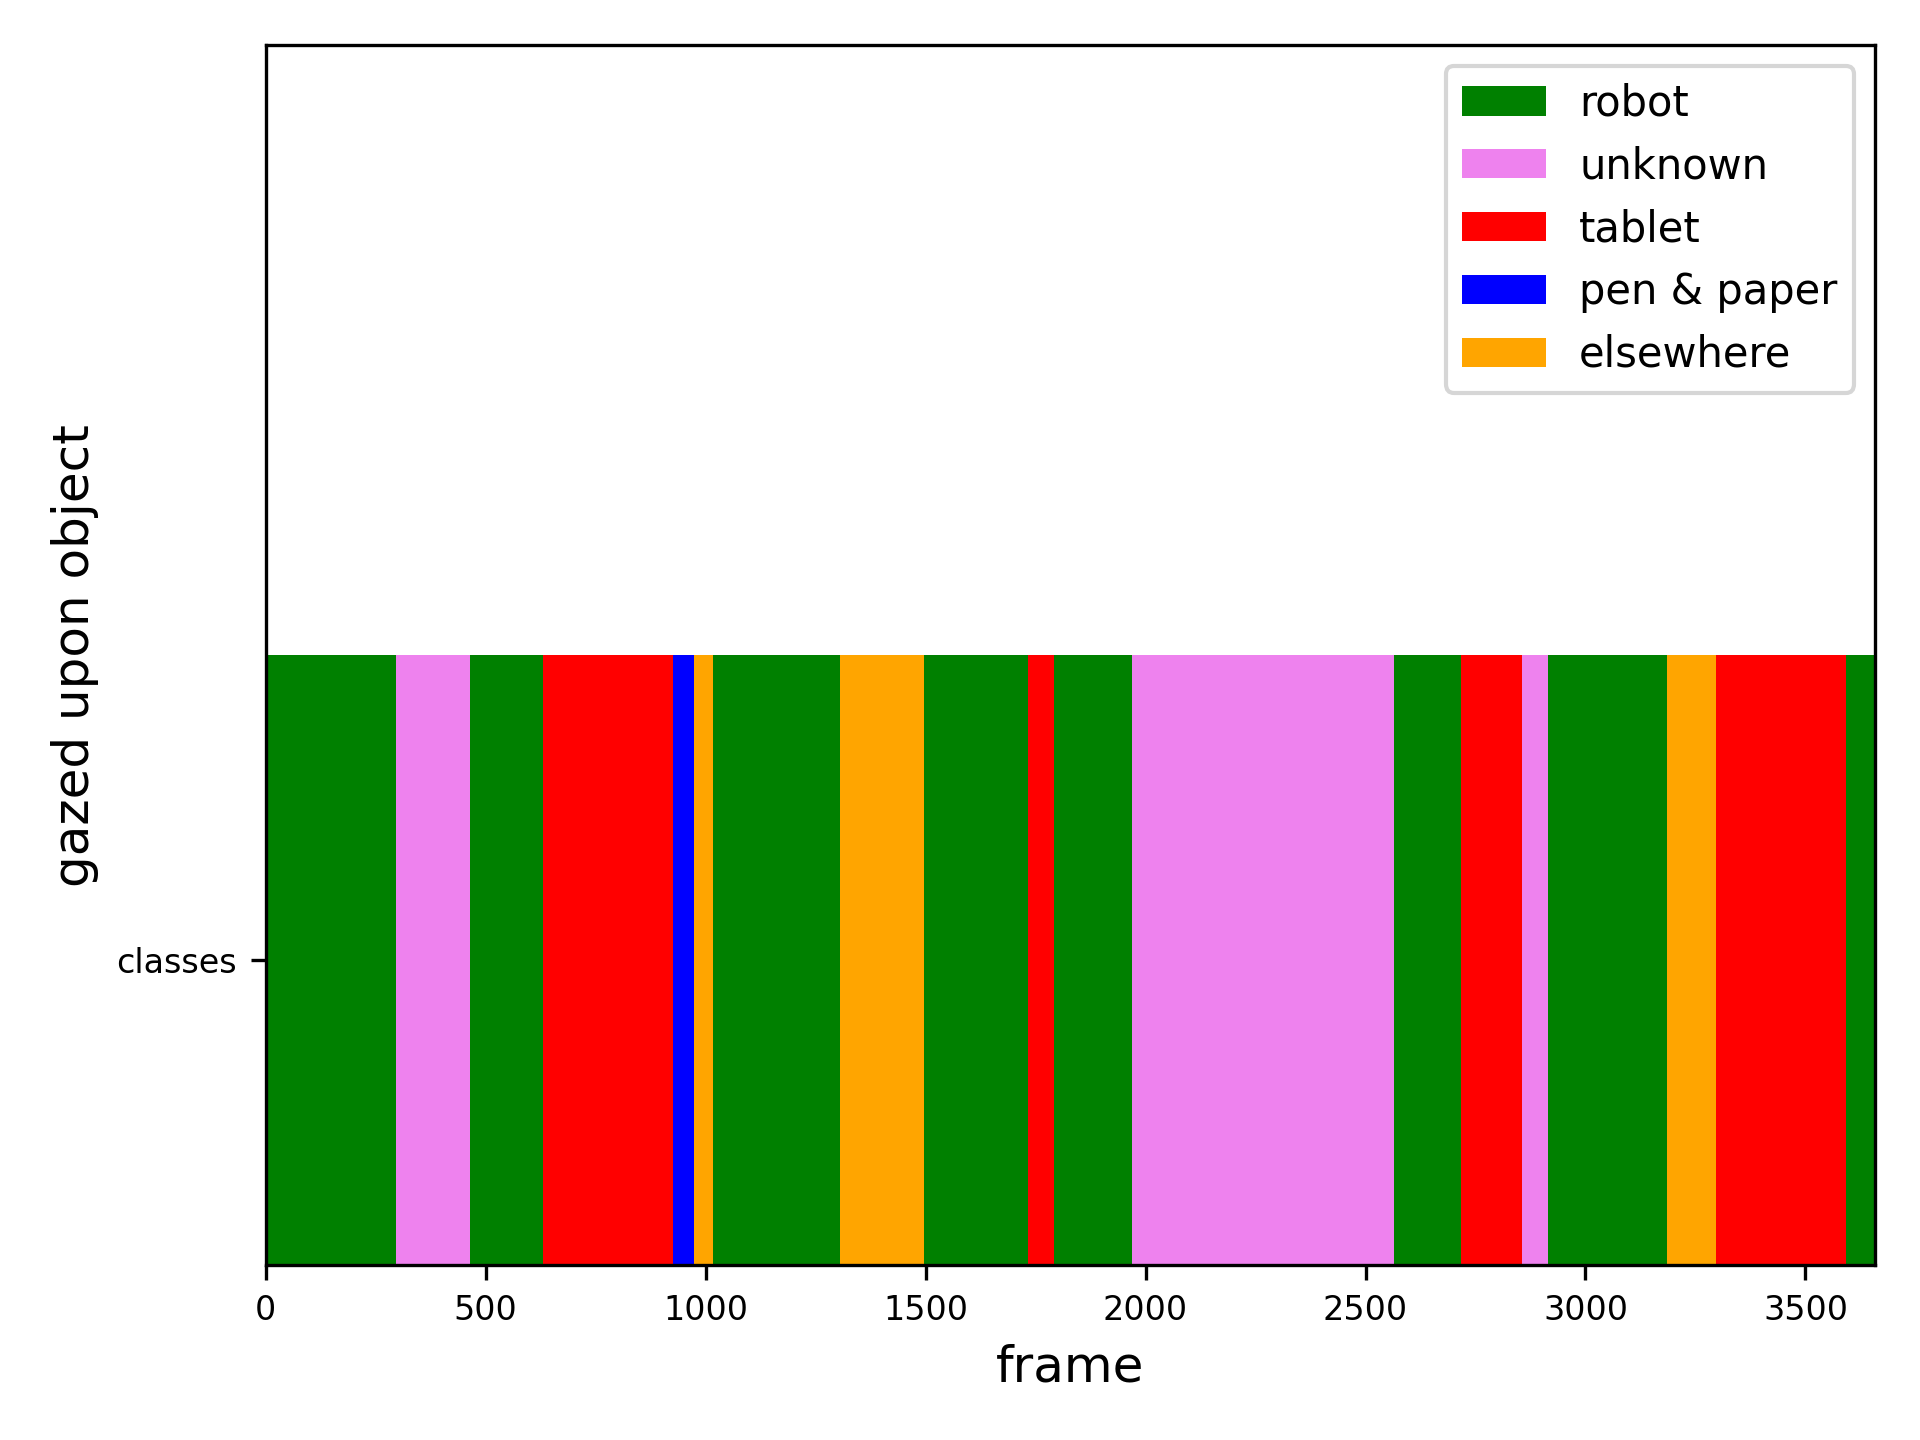 robot
unknown
tablet
pen & paper
elsewhere
gazed upon object
classes
0 500 1000 1500 2000 2500 3000 3500
frame